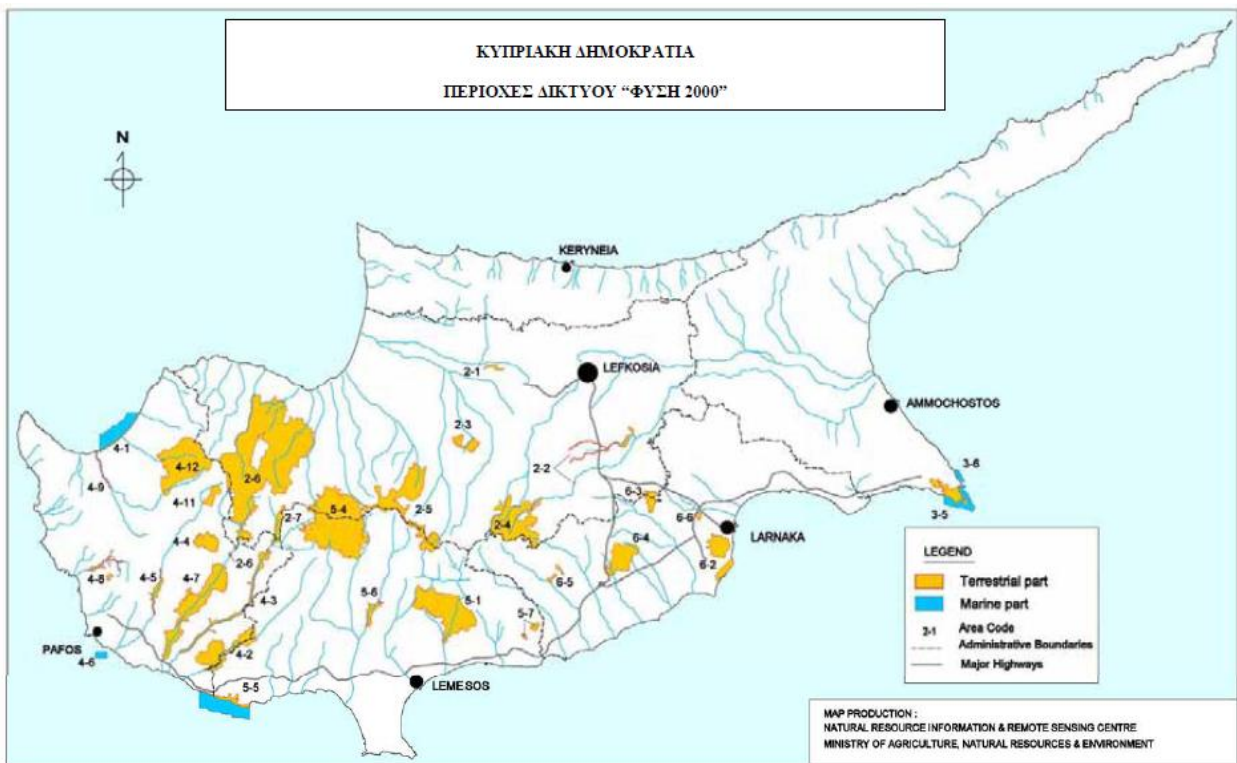 ΚΥΠΡΙΑΚΗ ΔΗΜΟΚΡΑΤΙΑ
ΠΕΡΙΟΧΕΣ ΔΙΚΤΥΟΥ “ΦΥΣΗ 2000”
N
KERYNEIA
2-1
LEFKOSIA
AMMOCHOSTOS
4-1
2-3
4-12
2-2
3-6
4-9
2-6
4-11
6-3
2-7
5-4
2-5
2-4
6-6
3-5
LARNAKA
4-4
6-4
2-6
6-2
4-8
4-5
4-7
4-3
5-6
5-1
6-5
5-7
PAFOS
4-2
4-6
5-5
LEMESOS
LEGEND
Terrestrial part
Marine part
2-1 Area Code
Administrative Boundaries
Major Highways
MAP PRODUCTION :
NATURAL RESOURCE INFORMATION & REMOTE SENSING CENTRE
MINISTRY OF AGRICULTURE, NATURAL RESOURCES & ENVIRONMENT